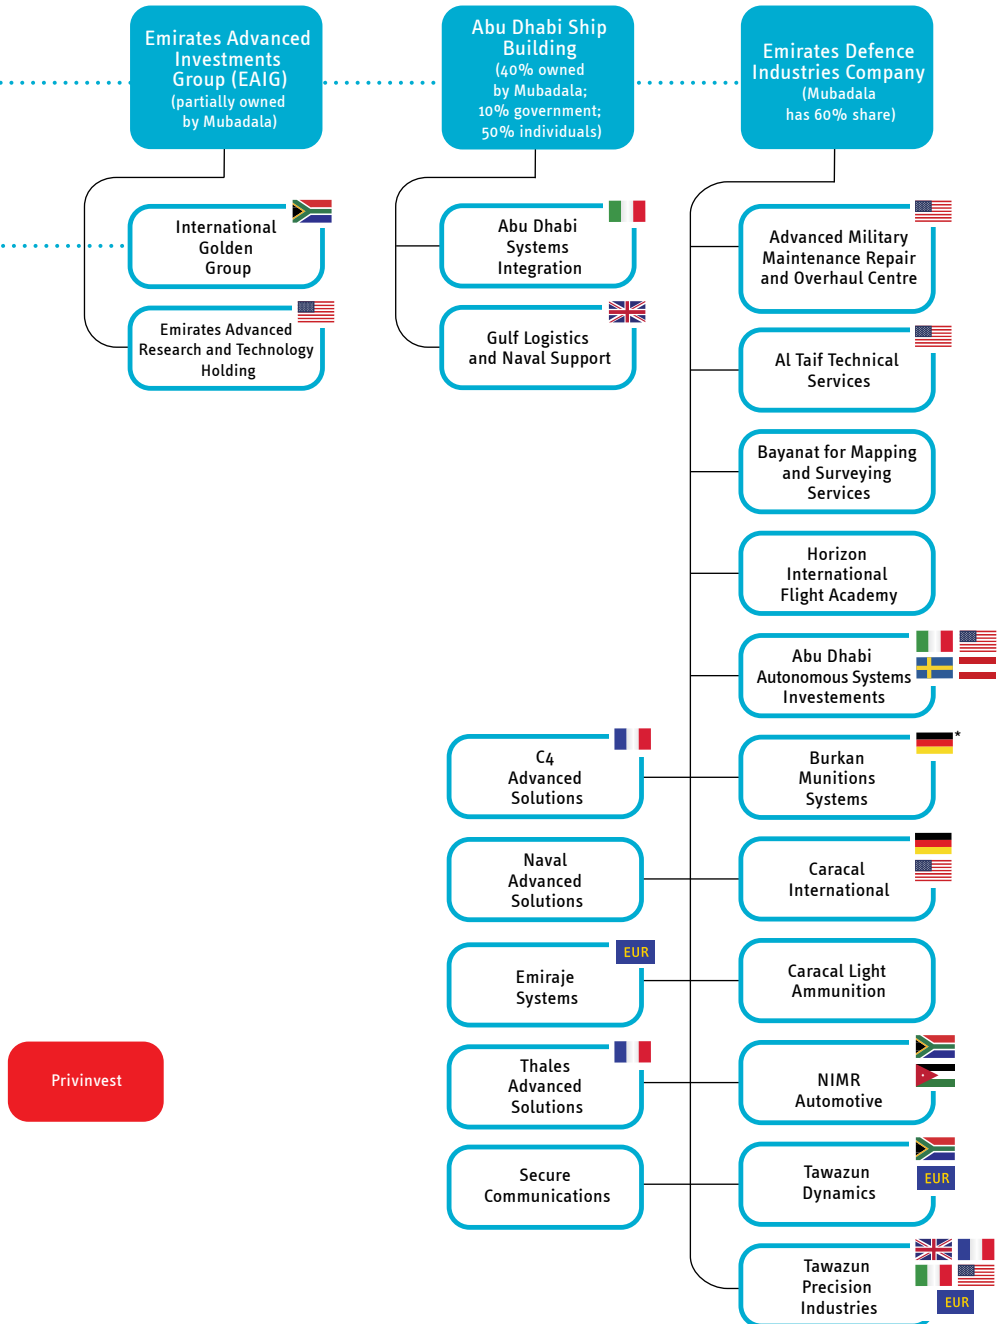 Emirates Advanced
Investments
Group (EAIG)
(partially owned
by Mubadala)
Abu Dhabi Ship
Building
(40% owned
by Mubadala;
10% government;
50% individuals)
Emirates Defence
Industries Company
(Mubadala
has 60% share)
International
Golden
Group
Emirates Advanced
Research and Technology
Holding
Abu Dhabi
Systems
Integration
Gulf Logistics
and Naval Support
Advanced Military
Maintenance Repair
and Overhaul Centre
Al Taif Technical
Services
Bayanat for Mapping
and Surveying
Services
Horizon
International
Flight Academy
Abu Dhabi
Autonomous Systems
Investements
C4
Advanced
Solutions
Burkan
Munitions
Systems
*
Naval
Advanced
Solutions
Caracal
International
EUR
Emiraje
Systems
Caracal Light
Ammunition
Privinvest
Thales
Advanced
Solutions
NIMR
Automotive
Secure
Communications
Tawazun
Dynamics
EUR
Tawazun
Precision
Industries
EUR